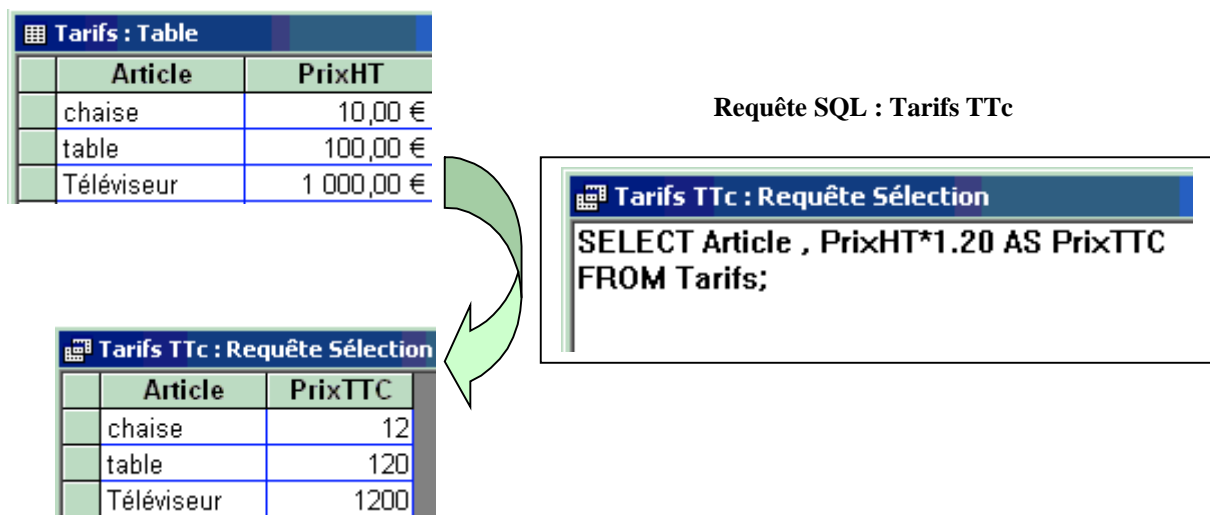 Tarifs : Table
Article PrixHT
chaise 10,00 €
table 100,00 €
Téléviseur 1 000,00 €
Requête SQL : Tarifs TTc
Tarifs TTc : Requête Sélection
SELECT Article , PrixHT*1.20 AS PrixTTC
FROM Tarifs;
Tarifs TTc : Requête Sélection
Article PrixTTC
chaise 12
table 120
Téléviseur 1200